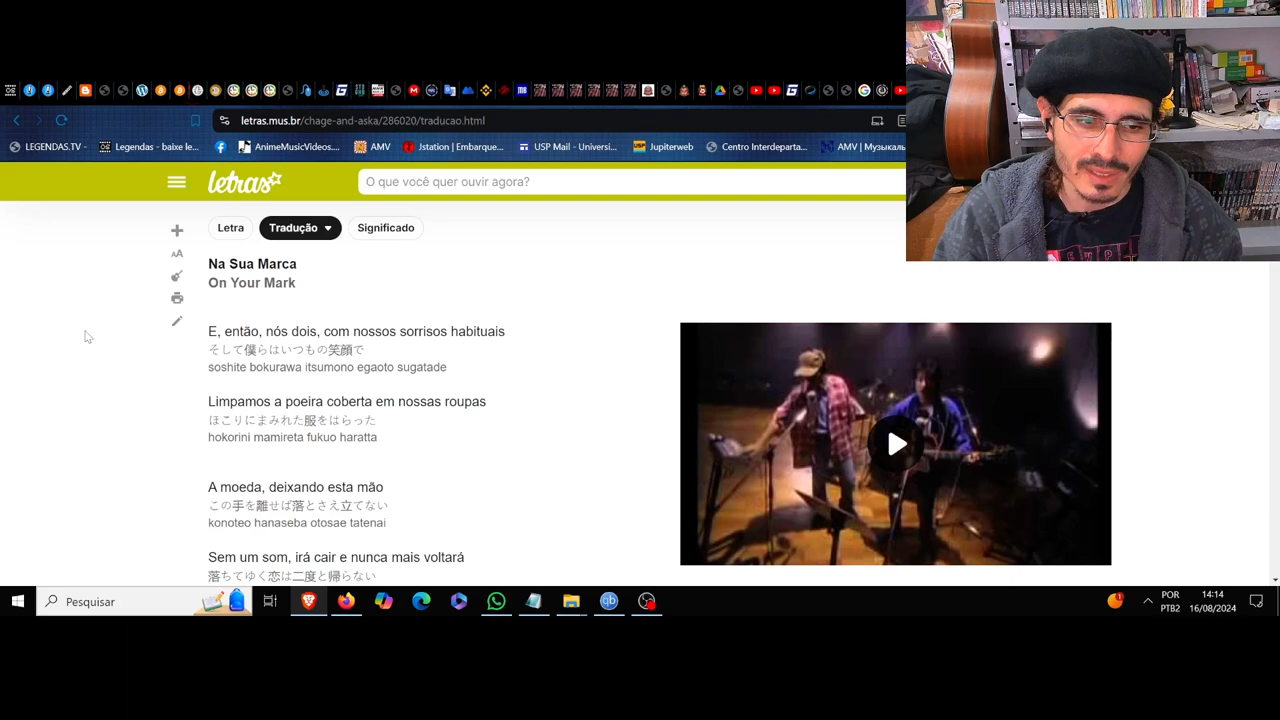 letras.mus.br/chage-and-aska/286020/traducao.html
LEGENDAS.TV -
Legendas - baixe le...
AnimeMusicVideos....
AMV
Jstation | Embarque...
USP Mail - Universi...
Jupiterweb
Centro Interdeparta...
AMV | Музыкаль
letras
O que você quer ouvir agora?
Letra
Tradução
Significado
AA
Na Sua Marca
On Your Mark
E, então, nós dois, com nossos sorrisos habituais
そして僕らはいつもの笑顔で
soshite bokurawa itsumono egaoto sugatade
Limpamos a poeira coberta em nossas roupas
ほこりにまみれた服をはらった
hokorini mamireta fukuo haratta
A moeda, deixando esta mão
この手を離せば落とさえ立てない
konoteo hanaseba otosae tatenai
Sem um som, irá cair e nunca mais voltará
落ちてゆく恋は二度と帰らない
Pesquisar
POR
PTB2
14:14
16/08/2024